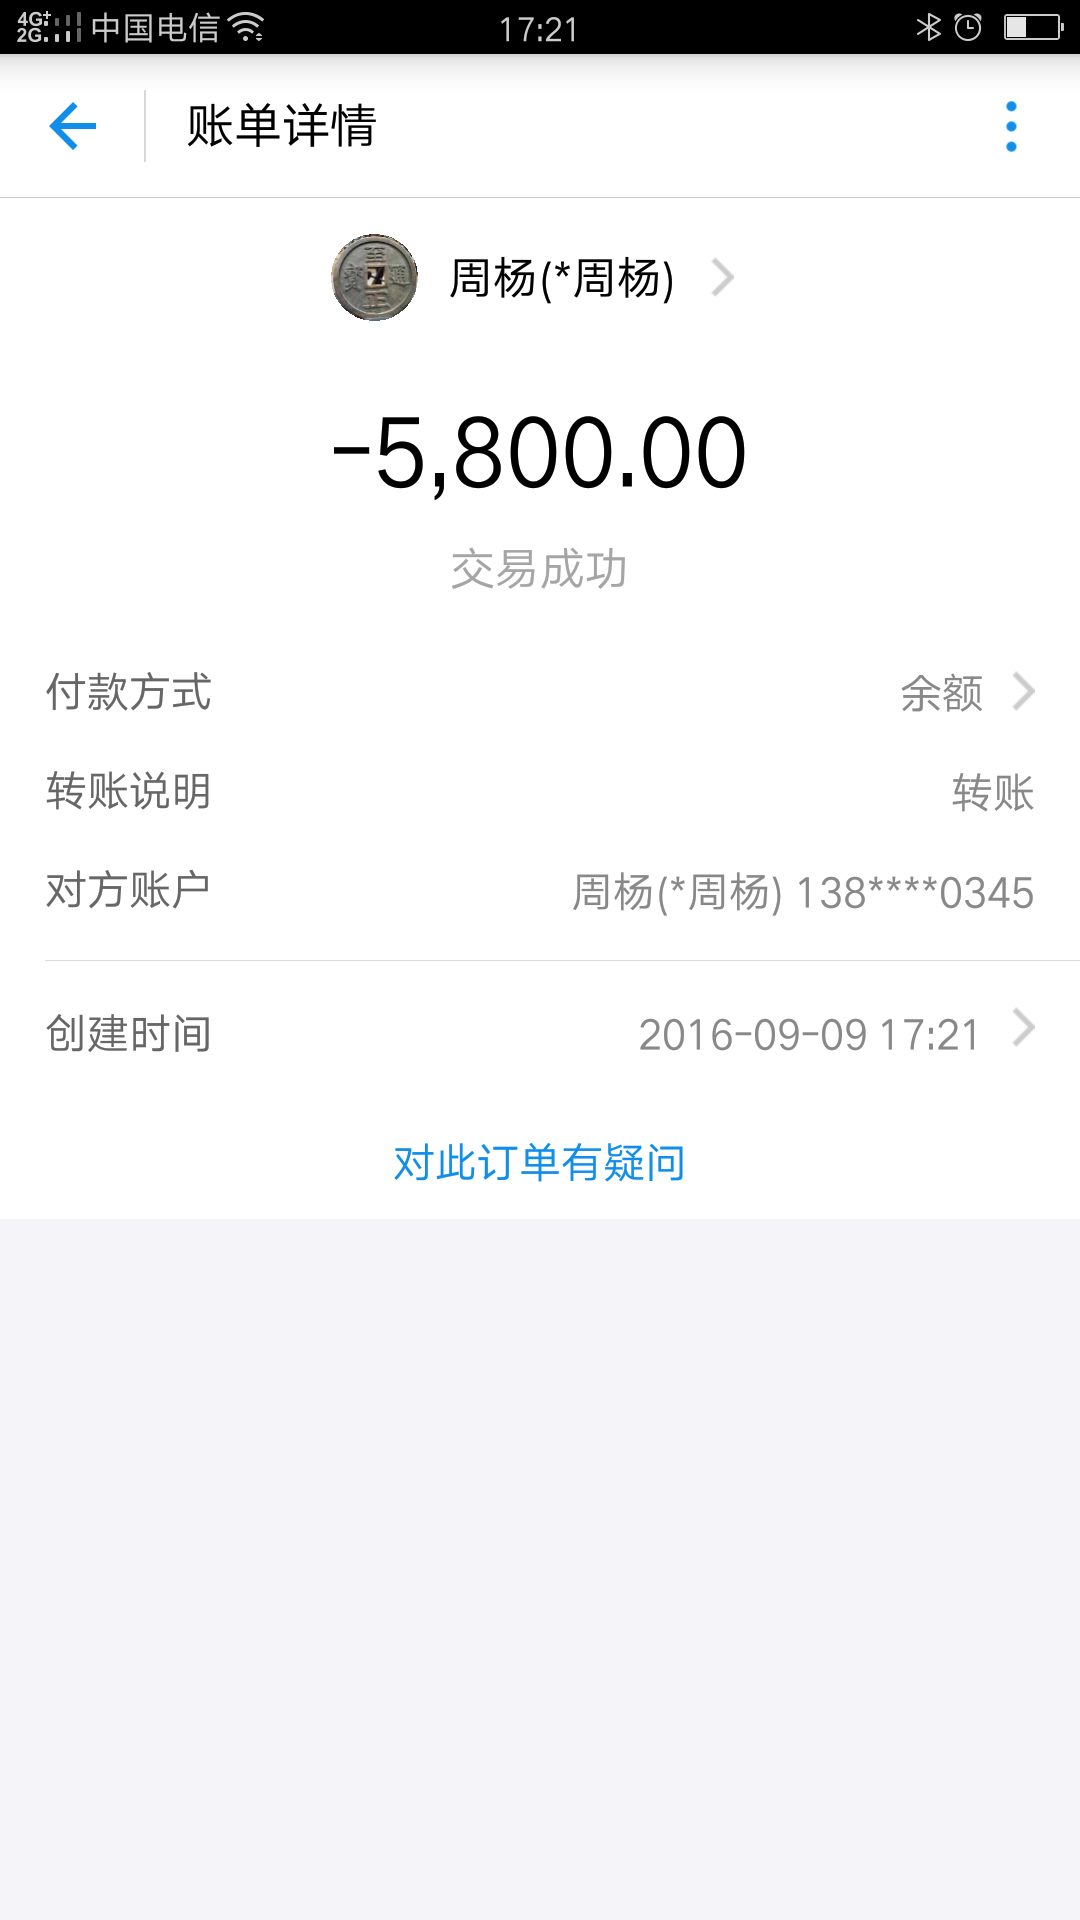 4G+ 2G 中国电信 17:21
账单详情
周杨(*周杨)
-5,800.00
交易成功
付款方式 余额
转账说明 转账
对方账户 周杨(*周杨) 138****0345
创建时间 2016-09-09 17:21
对此订单有疑问